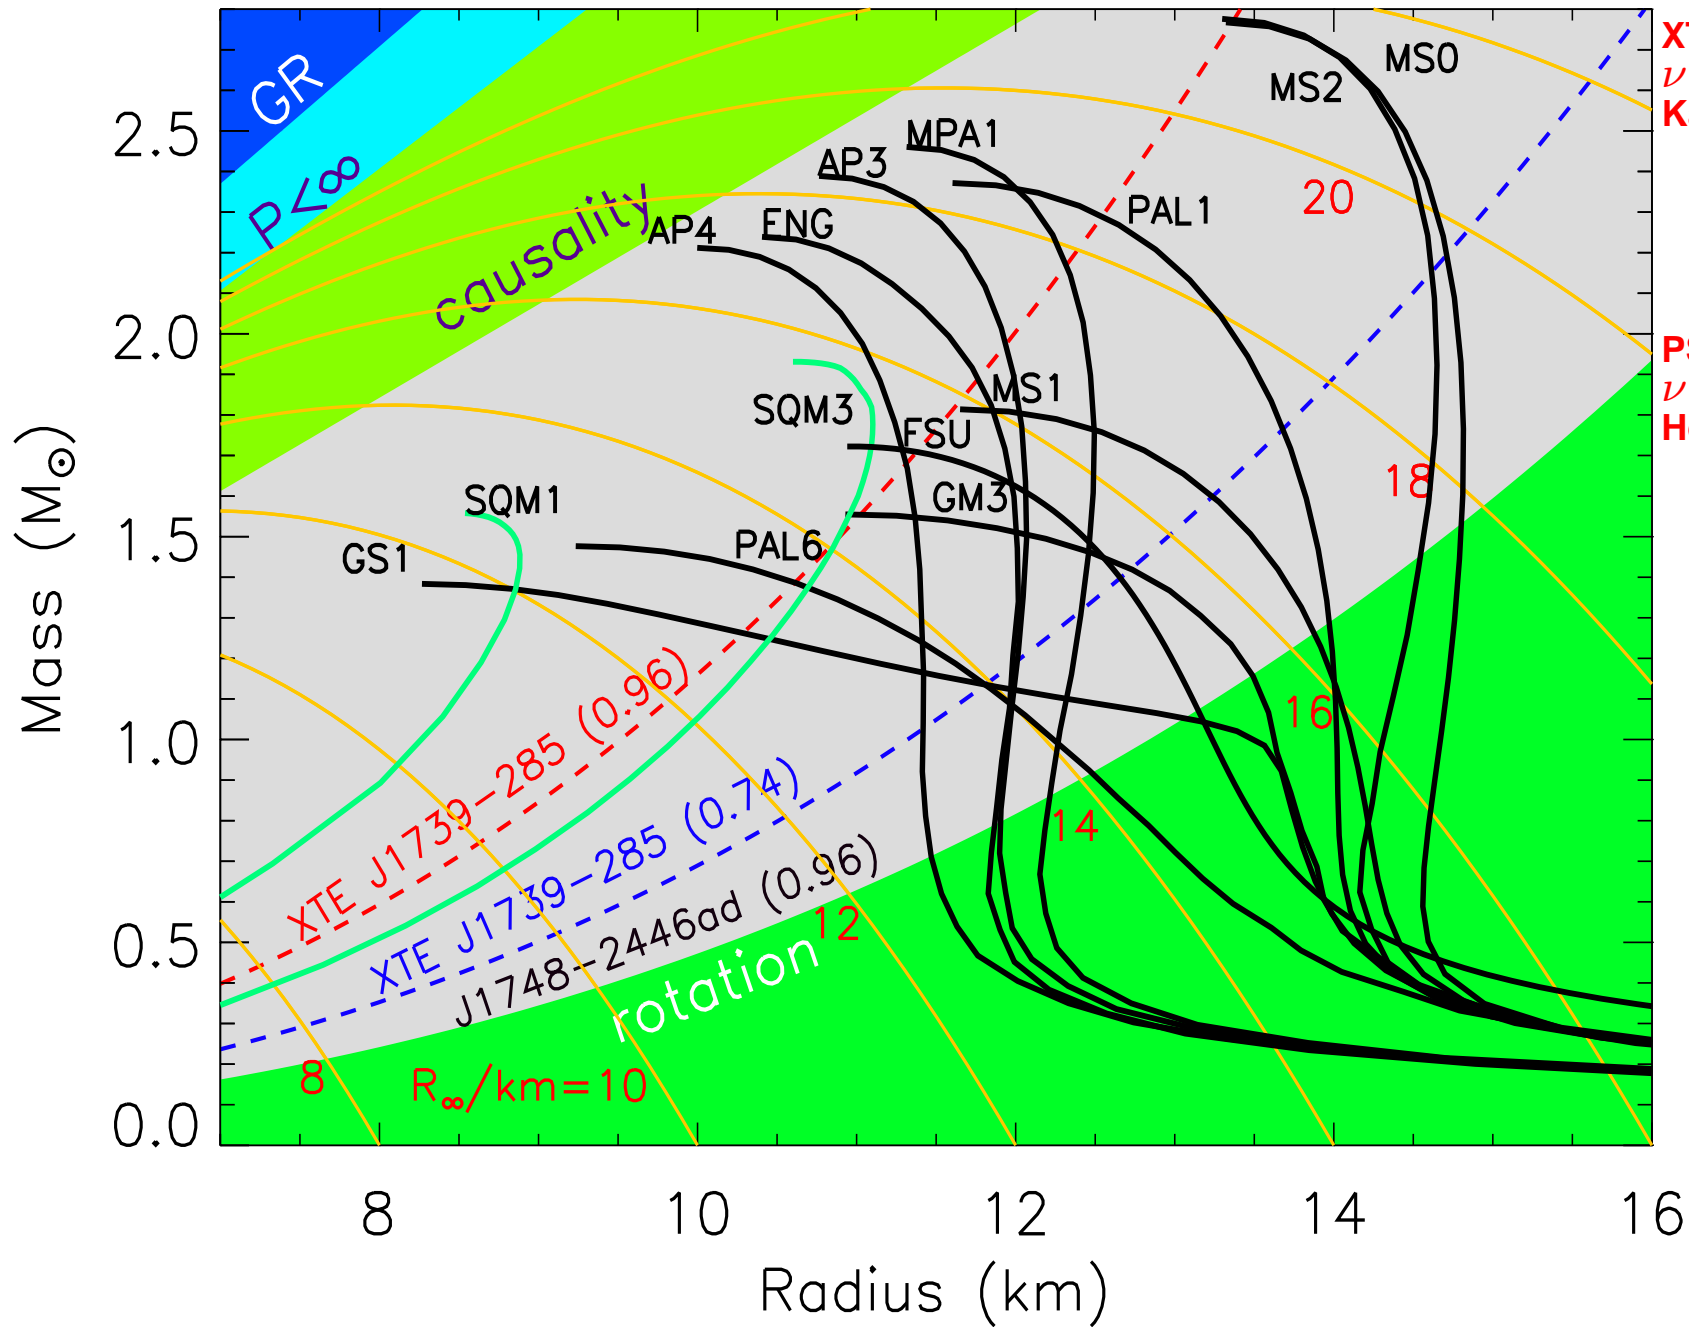 GR
P<∞
causality
MS0
MS2
MPA1
AP3
PAL1
AP4
ENG
20
2.5
2.0
1.5
1.0
0.5
0.0
Mass (M⊙)
MS1
SQM3
FSU
GM3
18
SQM1
PAL6
GS1
16
14
12
XTE J1739-285 (0.96)
XTE J1739-285 (0.74)
J1748-2446ad (0.96)
rotation
8
R∞/km=10
8 10 12 14 16
Radius (km)
ν
ν